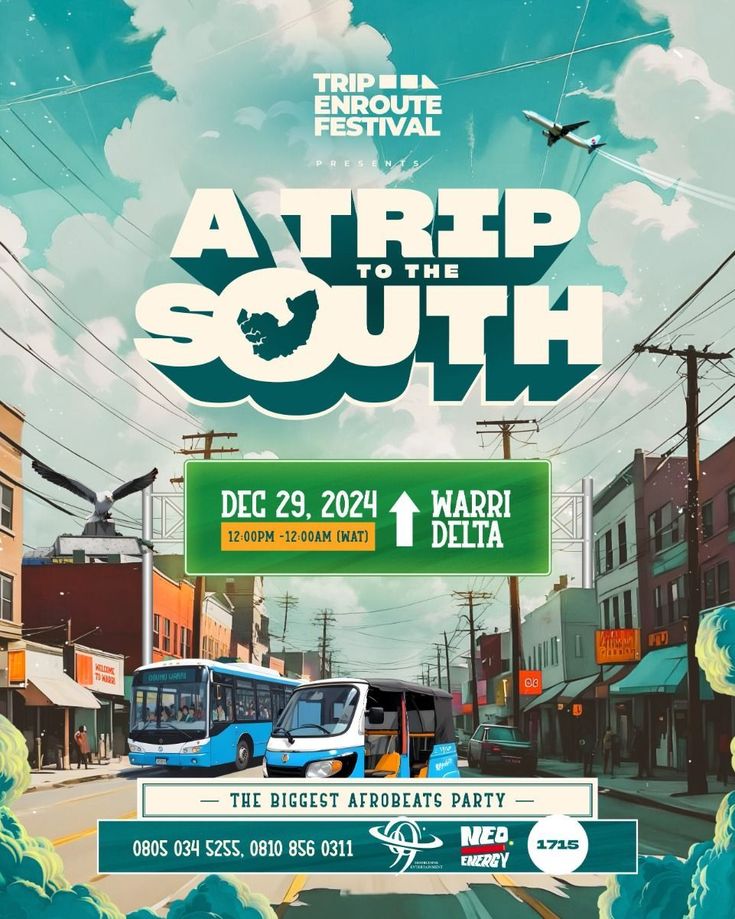 TRIP
ENROUTE
FESTIVAL
PRESENTS
A TRIP
TO THE
SOUTH
DEC 29, 2024
12:00PM -12:00AM (WAT)
WARRI
DELTA
WELCOME
TO WARRI
— THE BIGGEST AFROBEATS PARTY —
0805 034 5255, 0810 856 0311
ENTERTAINMENT
NEO
ENERGY
1715